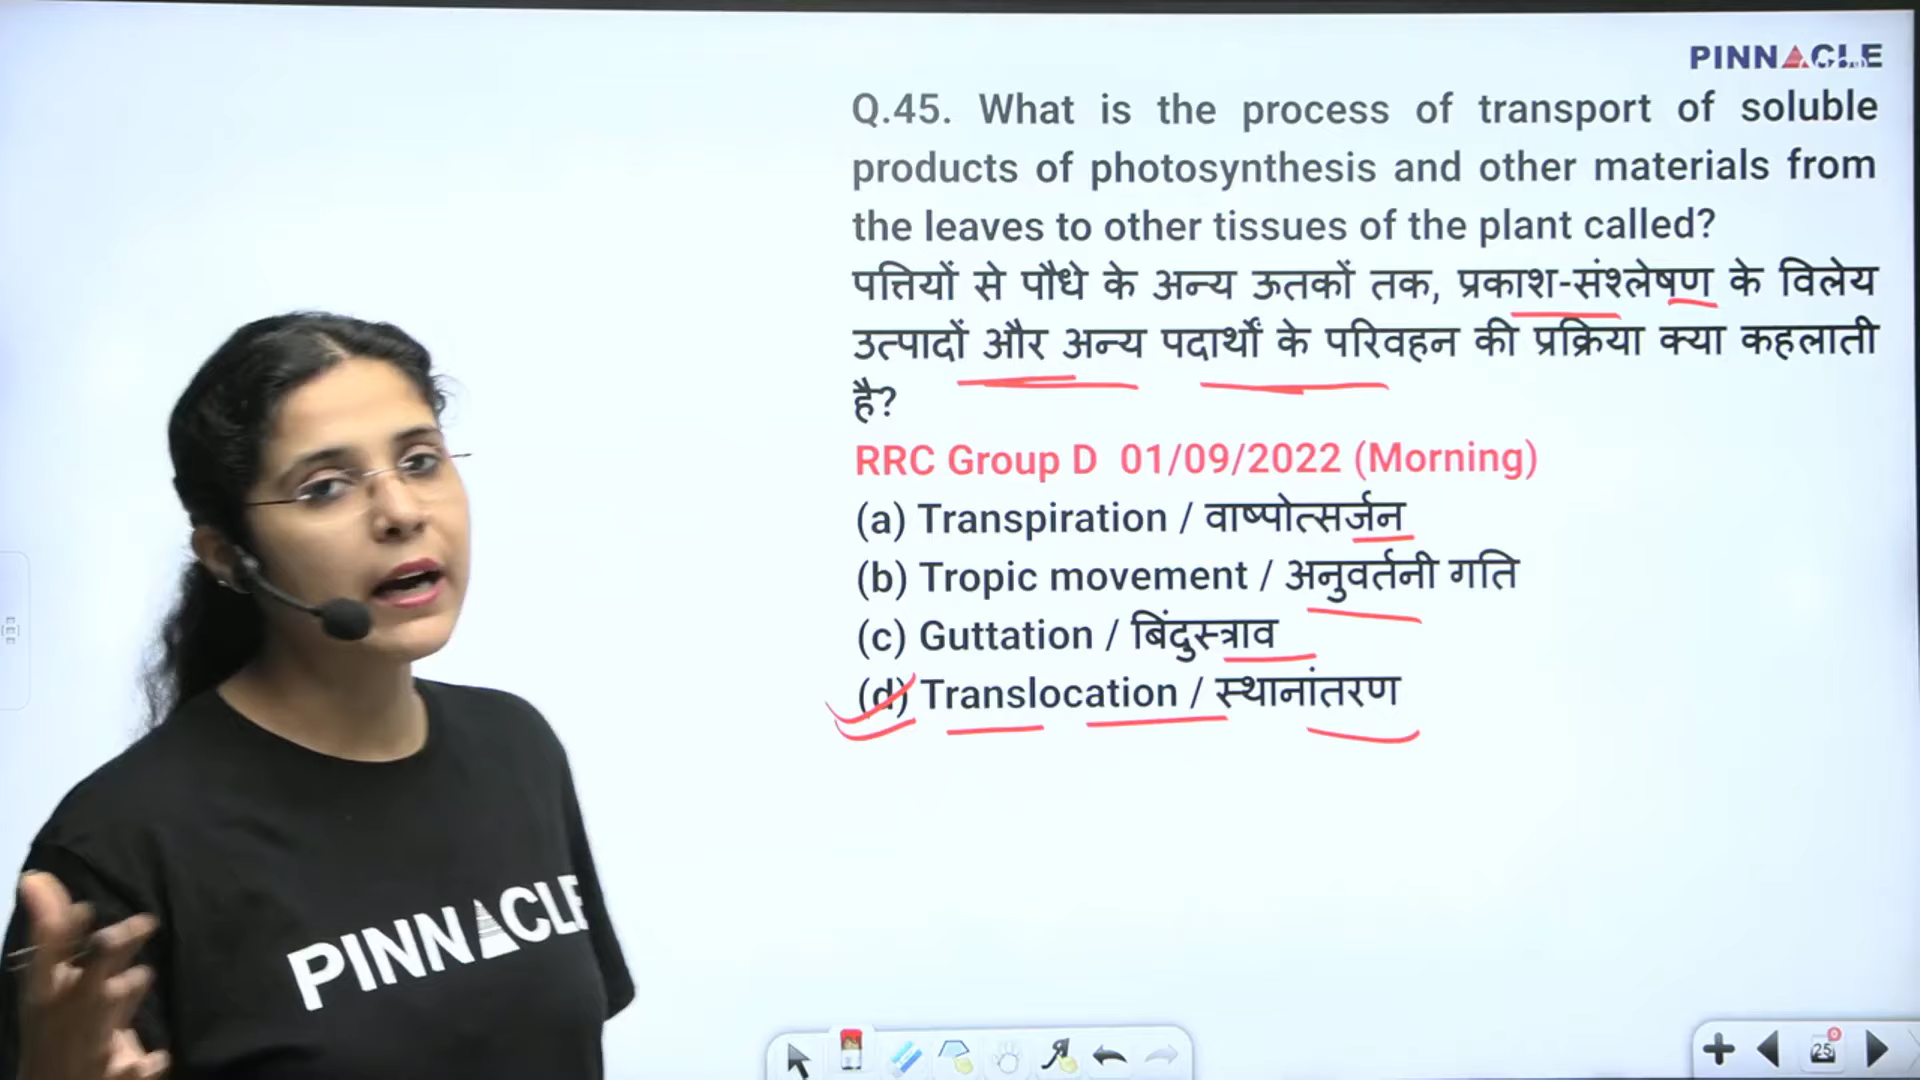 PINNACLE
Q.45. What is the process of transport of soluble
products of photosynthesis and other materials from
the leaves to other tissues of the plant called?
पत्तियों से पौधे के अन्य ऊतकों तक, प्रकाश-संश्लेषण के विलेय
उत्पादों और अन्य पदार्थों के परिवहन की प्रक्रिया क्या कहलाती
है?
RRC Group D 01/09/2022 (Morning)
(a) Transpiration / वाष्पोत्सर्जन
(b) Tropic movement / अनुवर्तनी गति
(c) Guttation / बिंदुस्त्राव
(d) Translocation / स्थानांतरण
PINNACLE
25